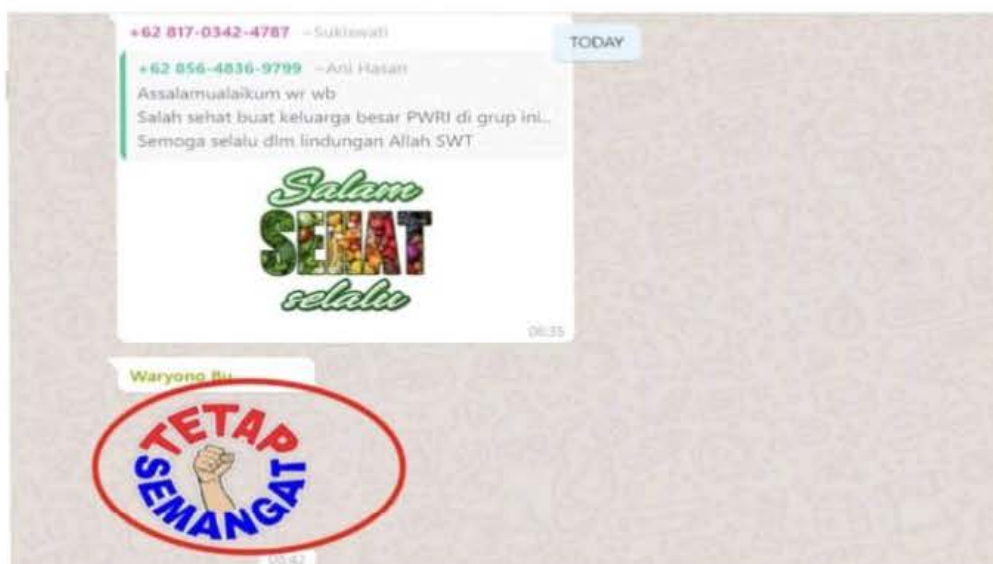 +62 817-0342-4787 ~Sukiswati
TODAY
+62 856-4836-9799 ~Ani Hasan
Assalamualaikum wr wb
Salah sehat buat keluarga besar PWRI di grup ini...
Semoga selalu dlm lindungan Allah SWT
Salam
SEHAT
selalu
06:35
Waryono Bu
TETAP
SEMANGAT
06:42